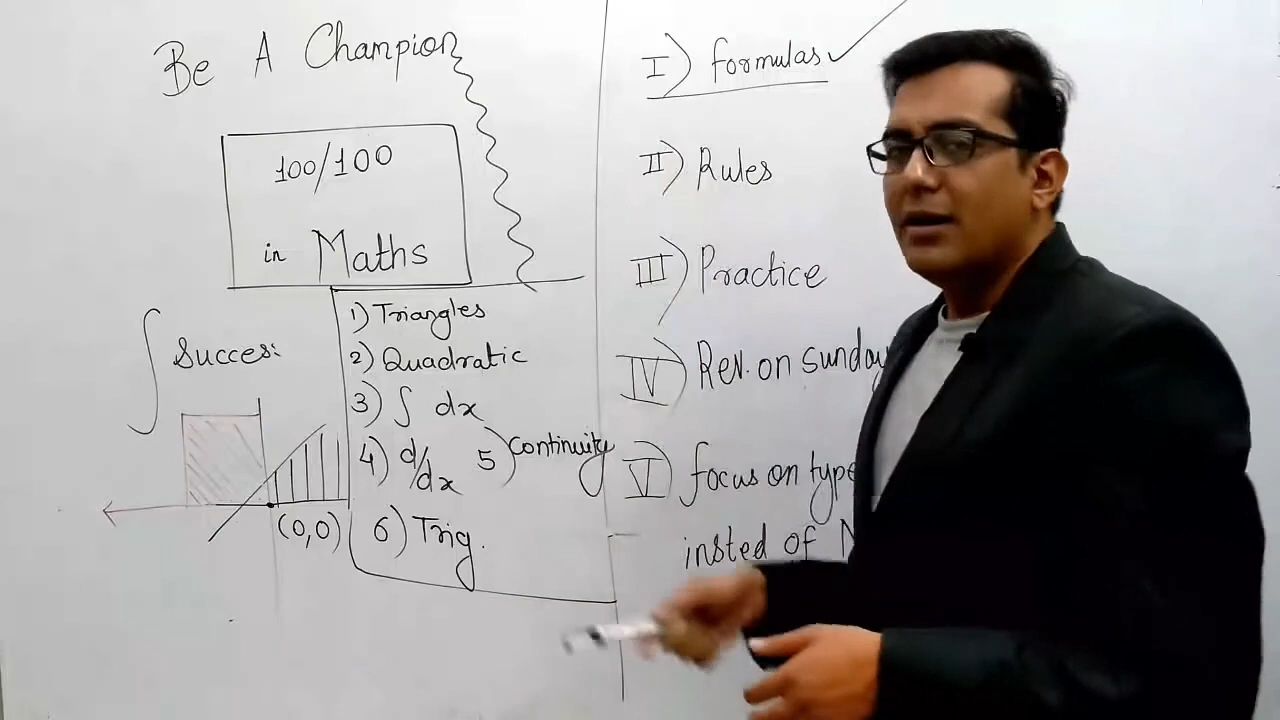 Be A Champion
100/100
in Maths
∫ Succes:
(0,0)
1) Triangles
2) Quadratic
3) ∫ dx
4) d/dx 5) Continuity
6) Trig.
I) formulas ✓
II) Rules
III) Practice
IV) Rev. on sunday
V) focus on type
insted of